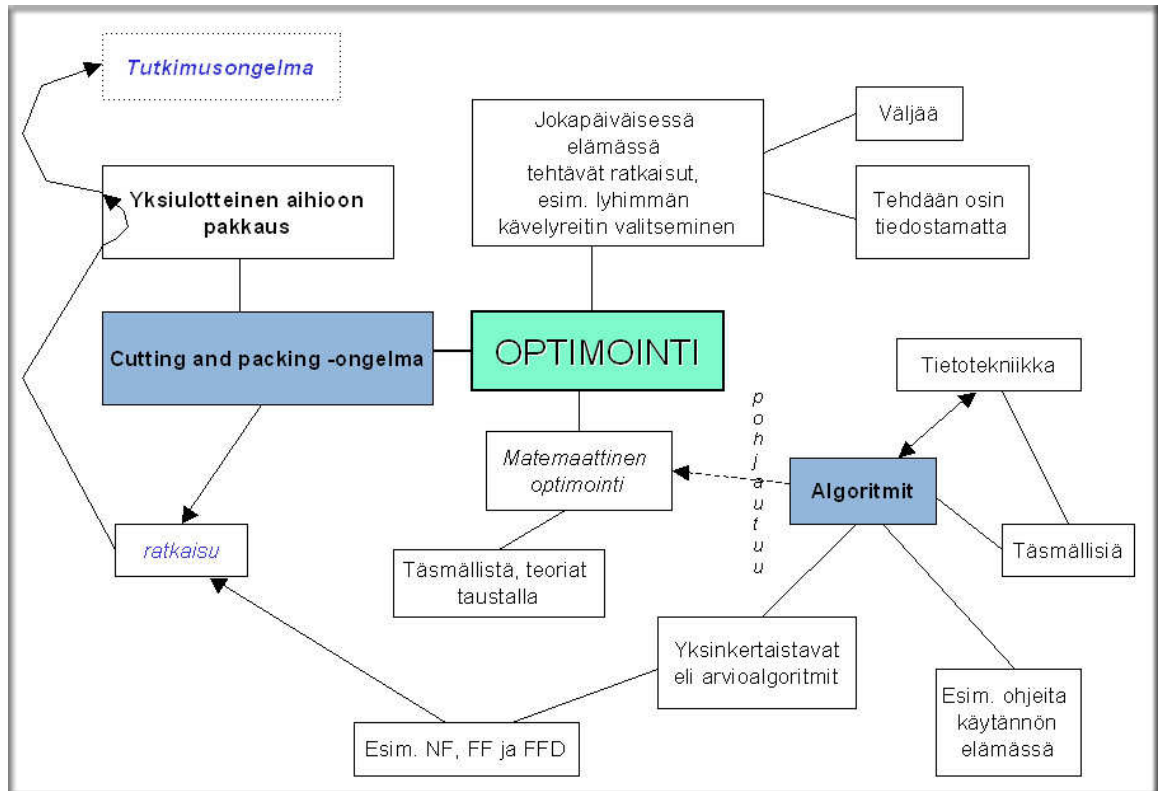 Tutkimusongelma
Jokapäiväisessä
elämässä
tehtävät ratkaisut,
esim. lyhimmän
kävelyreitin valitseminen
Väljää
Tehdään osin
tiedostamatta
Yksiulotteinen aihioon
pakkaus
Cutting and packing -ongelma
OPTIMOINTI
Tietotekniikka
pohjautuu
Matemaattinen
optimointi
Algoritmit
ratkaisu
Täsmällistä, teoriat
taustalla
Täsmällisiä
Yksinkertaistavat
eli arvioalgoritmit
Esim. ohjeita
käytännön
elämässä
Esim. NF, FF ja FFD